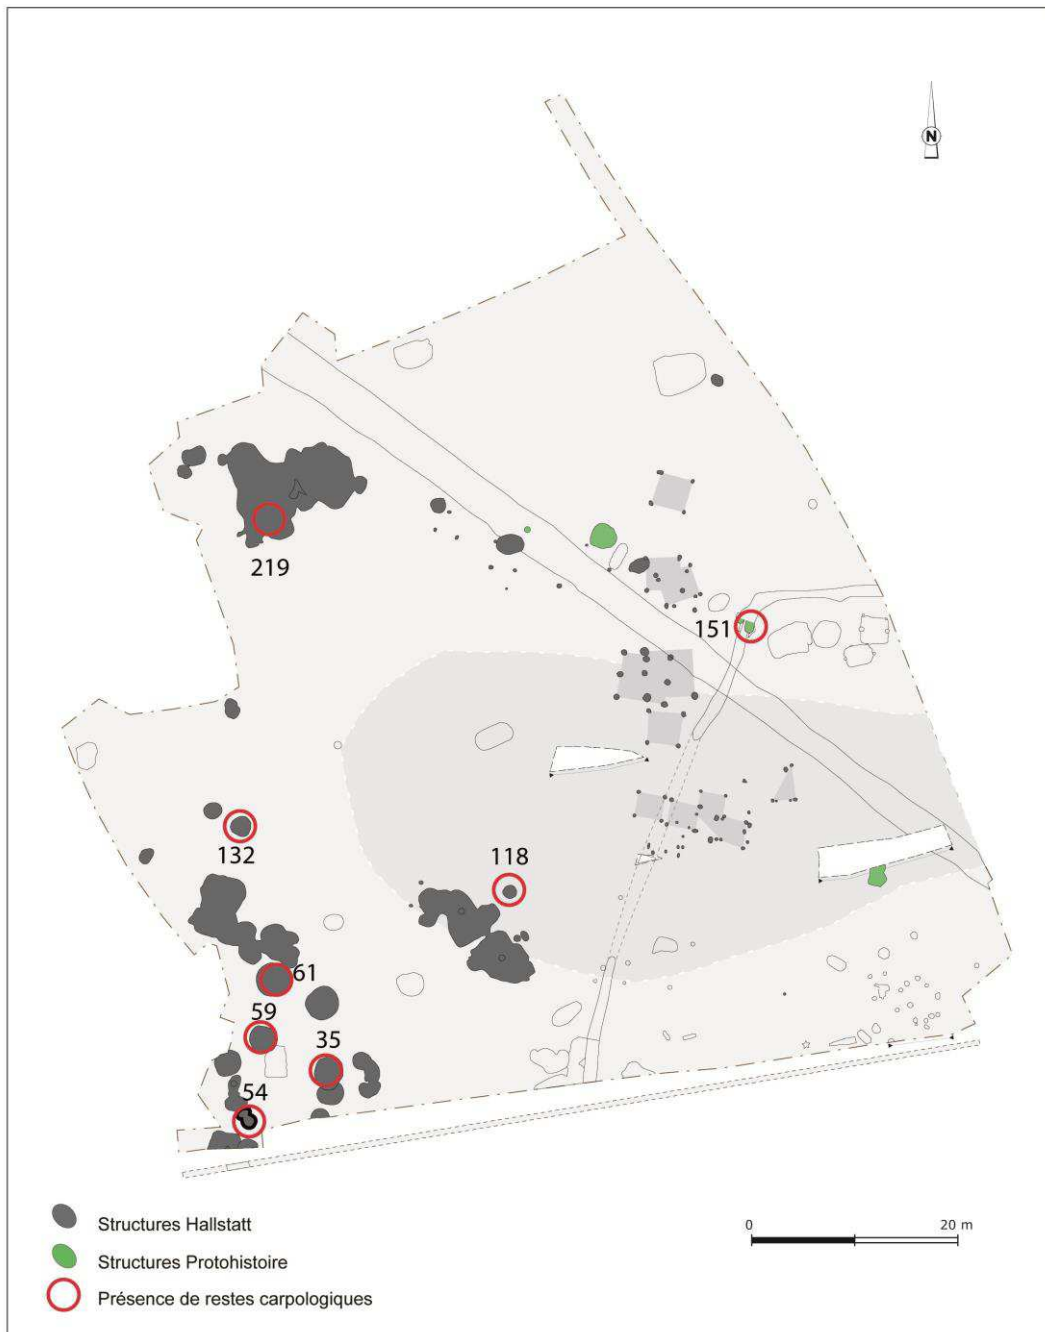 N
219
151
132
118
61
59
35
54
0 20 m
Structures Hallstatt
Structures Protohistoire
Présence de restes carpologiques